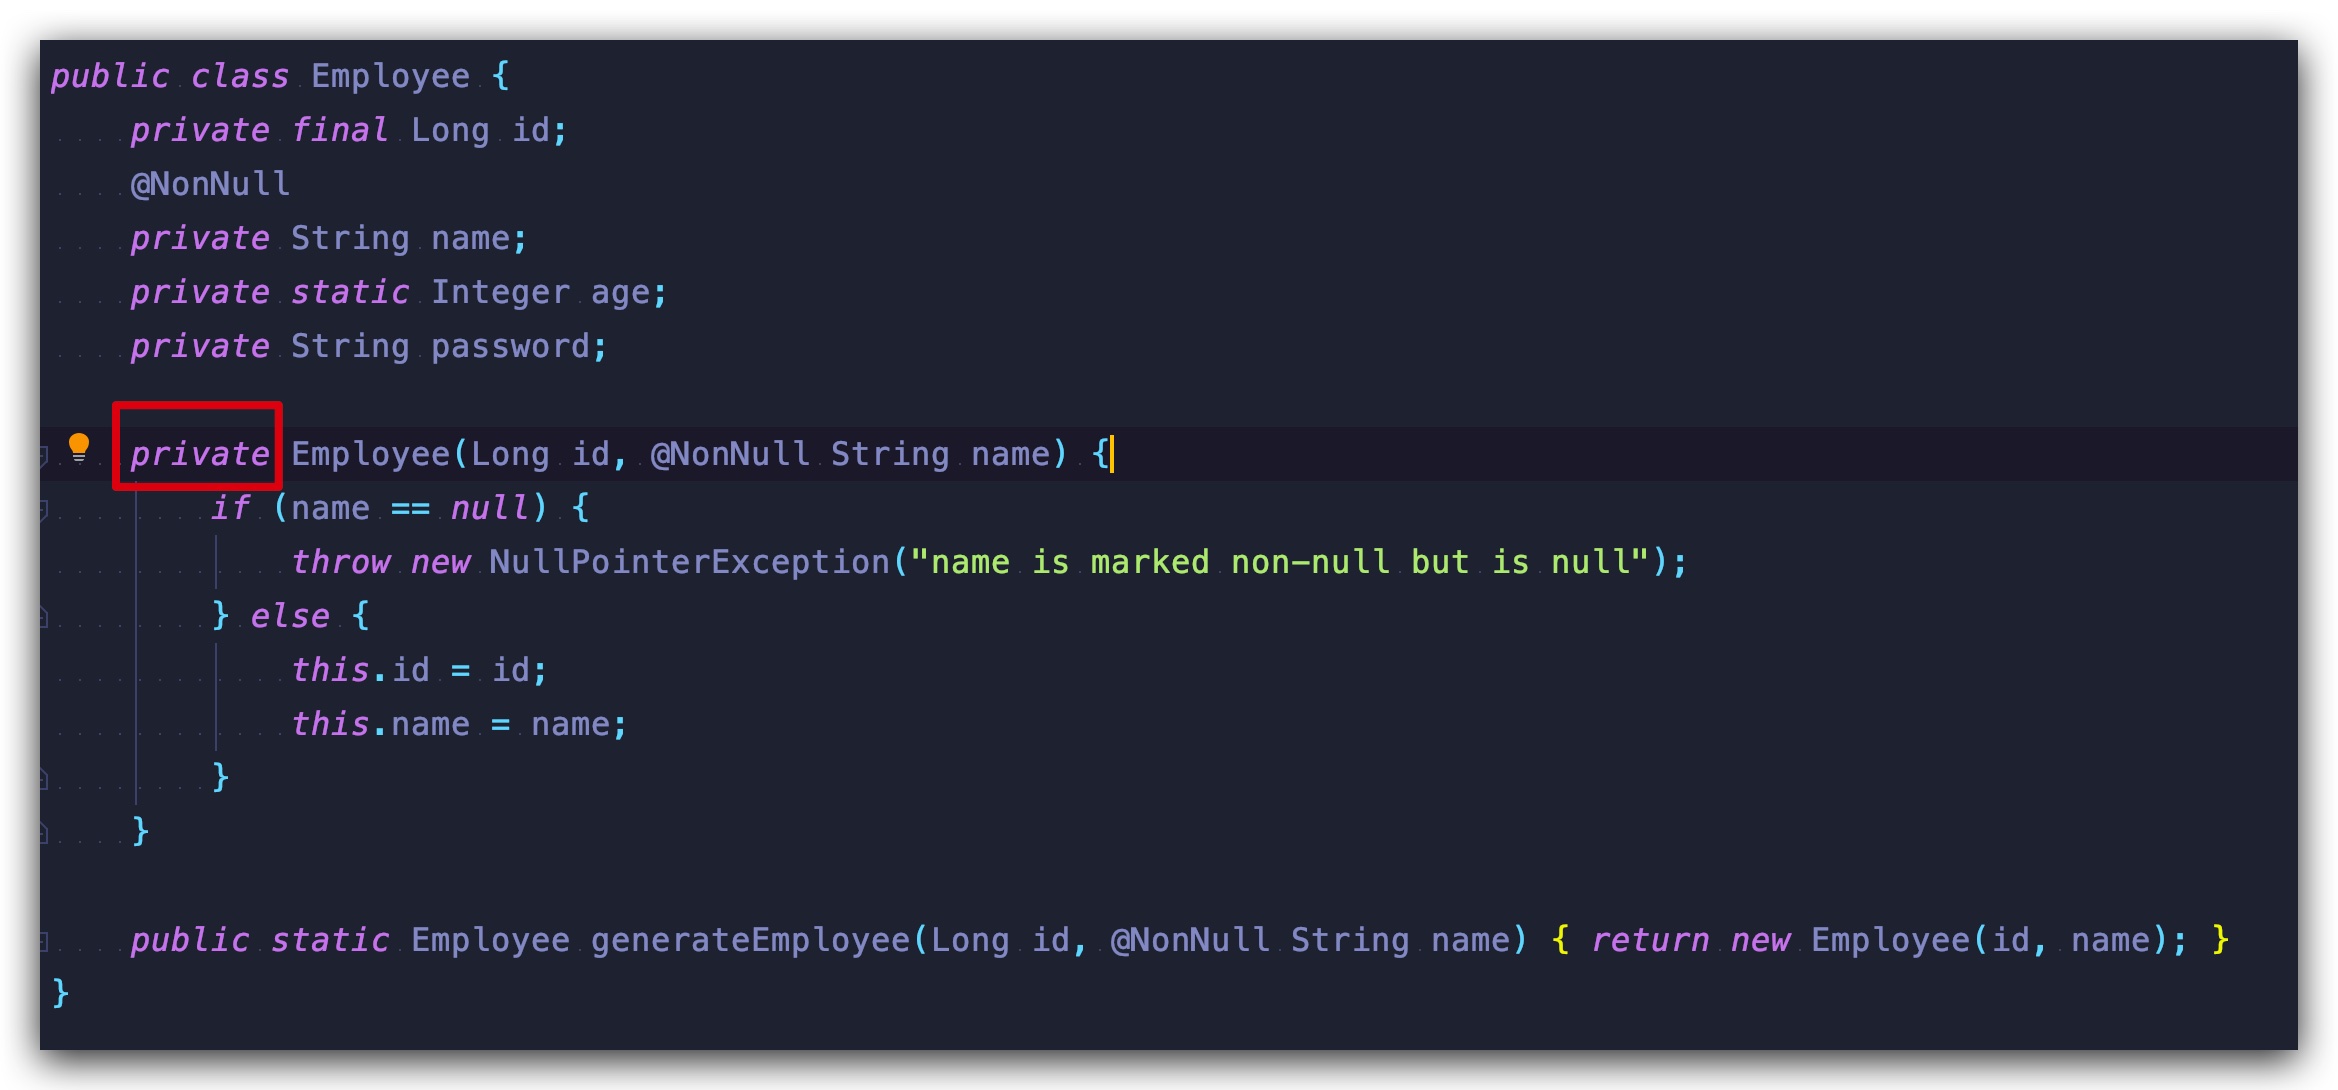 public class Employee {
    private final Long id;
    @NonNull
    private String name;
    private static Integer age;
    private String password;
    private Employee(Long id, @NonNull String name) {
        if (name == null) {
            throw new NullPointerException("name is marked non-null but is null");
        } else {
            this.id = id;
            this.name = name;
        }
    }
    public static Employee generateEmployee(Long id, @NonNull String name) { return new Employee(id, name); }
}